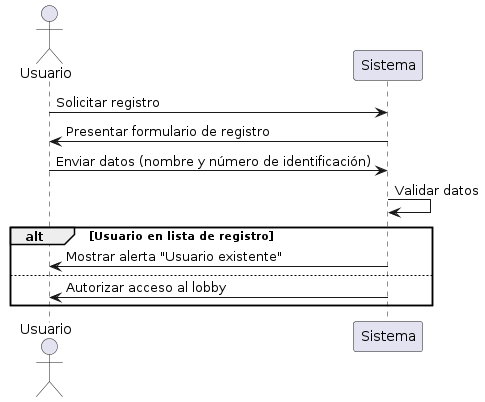 Usuario
Sistema
Solicitar registro
Presentar formulario de registro
Enviar datos (nombre y número de identificación)
Validar datos
alt [Usuario en lista de registro]
Mostrar alerta "Usuario existente"
Autorizar acceso al lobby
Usuario
Sistema